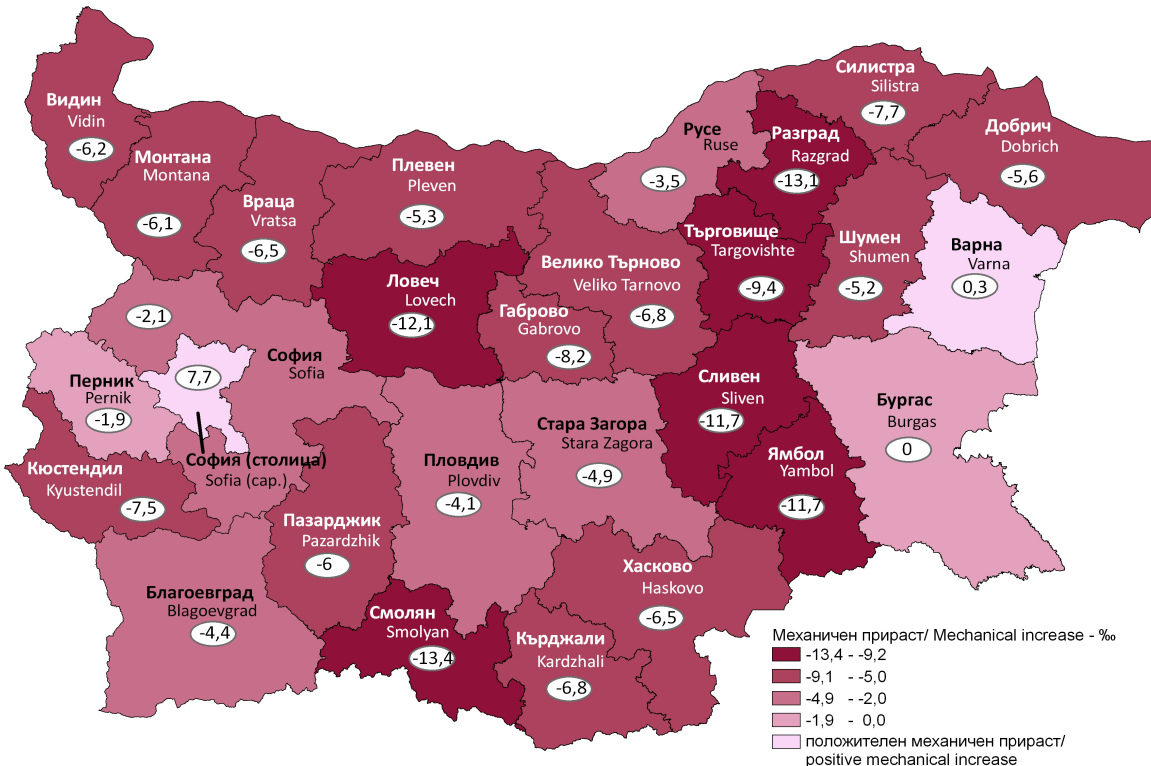 Видин
Vidin
-6,2
Монтана
Montana
-6,1
Враца
Vratsa
-6,5
Плевен
Pleven
-5,3
Ловеч
Lovech
-12,1
Велико Търново
Veliko Tarnovo
-6,8
Габрово
Gabrovo
-8,2
Русе
Ruse
-3,5
Разград
Razgrad
-13,1
Силистра
Silistra
-7,7
Добрич
Dobrich
-5,6
Търговище
Targovishte
-9,4
Шумен
Shumen
-5,2
Варна
Varna
0,3
-2,1
София
Sofia
7,7
София (столица)
Sofia (cap.)
Перник
Pernik
-1,9
Кюстендил
Kyustendil
-7,5
Благоевград
Blagoevgrad
-4,4
Пазарджик
Pazardzhik
-6
Пловдив
Plovdiv
-4,1
Стара Загора
Stara Zagora
-4,9
Сливен
Sliven
-11,7
Ямбол
Yambol
-11,7
Бургас
Burgas
0
Смолян
Smolyan
-13,4
Кърджали
Kardzhali
-6,8
Хасково
Haskovo
-6,5
Механичен прираст/ Mechanical increase - ‰
-13,4 - -9,2
-9,1 - -5,0
-4,9 - -2,0
-1,9 - 0,0
положителен механичен прираст/
positive mechanical increase